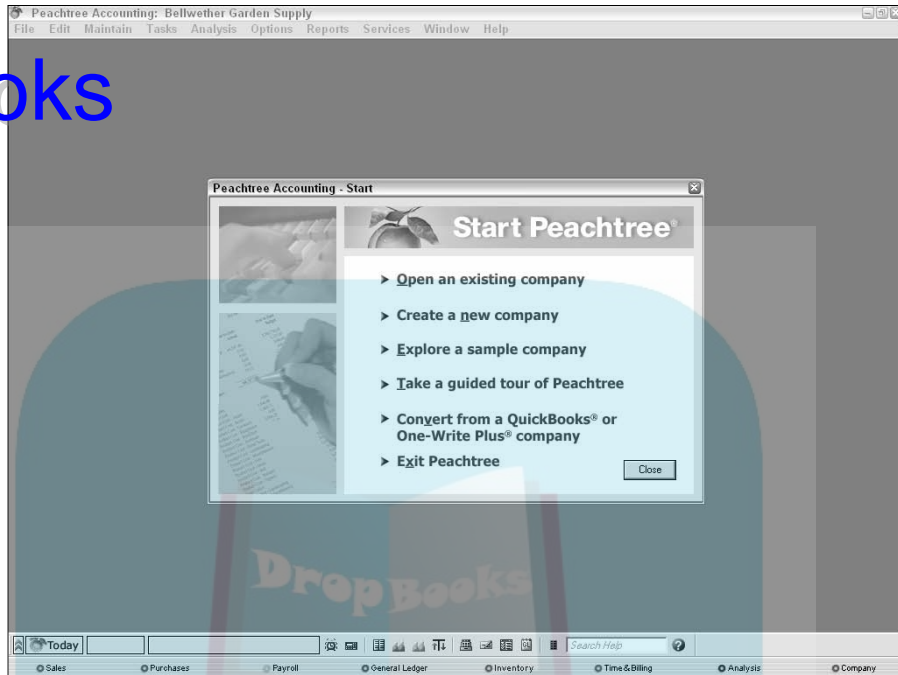 Peachtree Accounting: Bellwether Garden Supply
File Edit Maintain Tasks Analysis Options Reports Services Window Help
oks
Peachtree Accounting - Start
Start Peachtree®
Open an existing company
Create a new company
Explore a sample company
Take a guided tour of Peachtree
Convert from a QuickBooks® or
One-Write Plus® company
Exit Peachtree
Close
DropBooks
Today
Search Help
Sales Purchases Payroll General Ledger Inventory Time & Billing Analysis Company